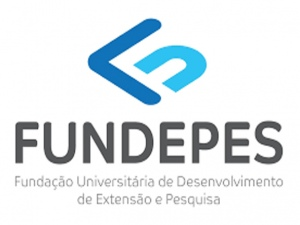 FUNDEPES
Fundação Universitária de Desenvolvimento
de Extensão e Pesquisa